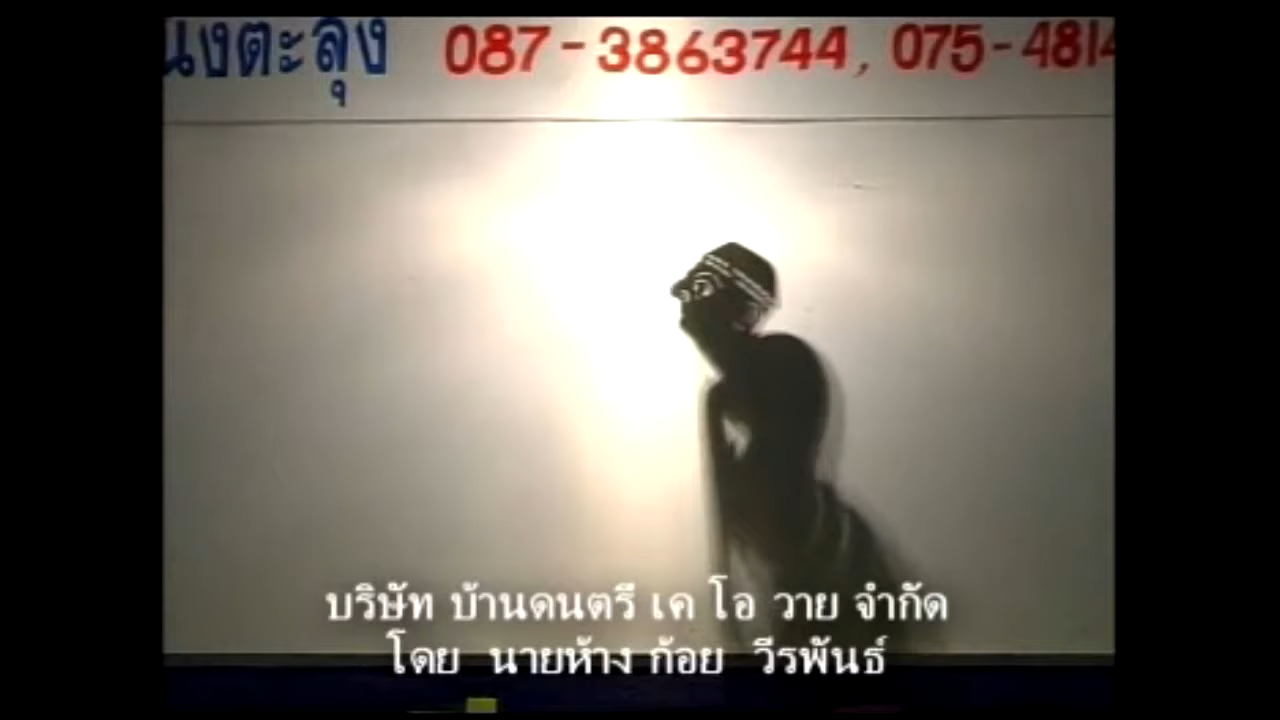 นังตะลุง 087-3863744, 075-4814
บริษัท บ้านดนตรี เค โอ วาย จำกัด
โดย นายห้าง ก้อย วีรพันธ์